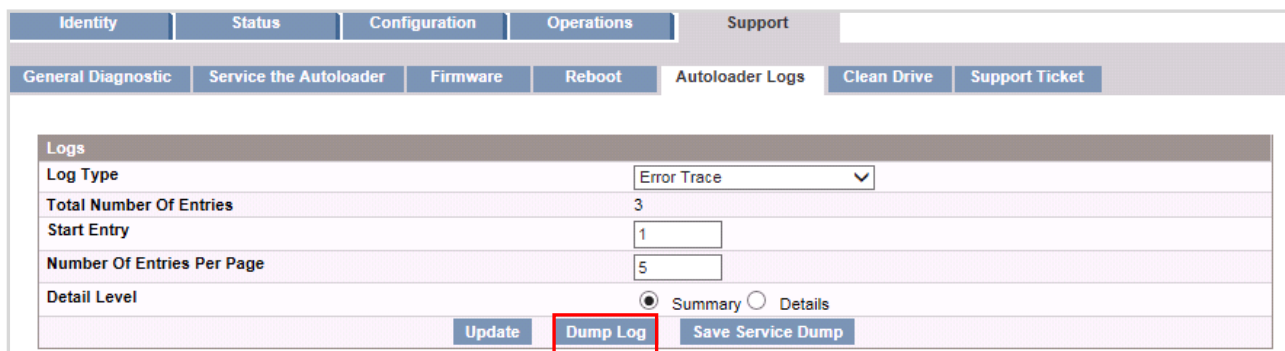 Identity Status Configuration Operations Support
General Diagnostic Service the Autoloader Firmware Reboot Autoloader Logs Clean Drive Support Ticket
Logs
Log Type Error Trace
Total Number Of Entries 3
Start Entry 1
Number Of Entries Per Page 5
Detail Level Summary Details
Update Dump Log Save Service Dump